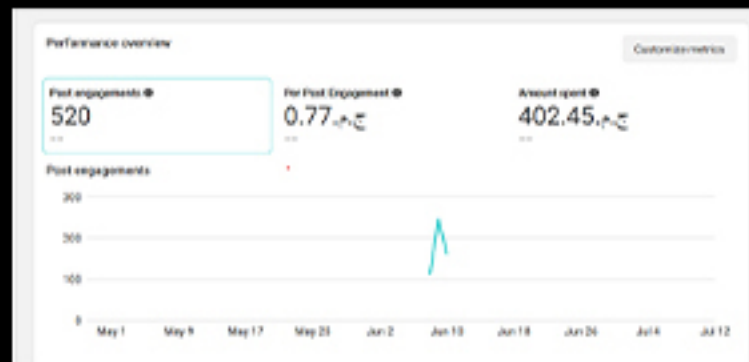 Performance overview
Customize metrics
Post engagements
Per Post Engagement
Amount spent
520
0.77ج.م.
402.45ج.م.
--
--
--
Post engagements
300
200
100
0
May 1 May 9 May 17 May 25 Jun 2 Jun 10 Jun 18 Jun 26 Jul 4 Jul 12